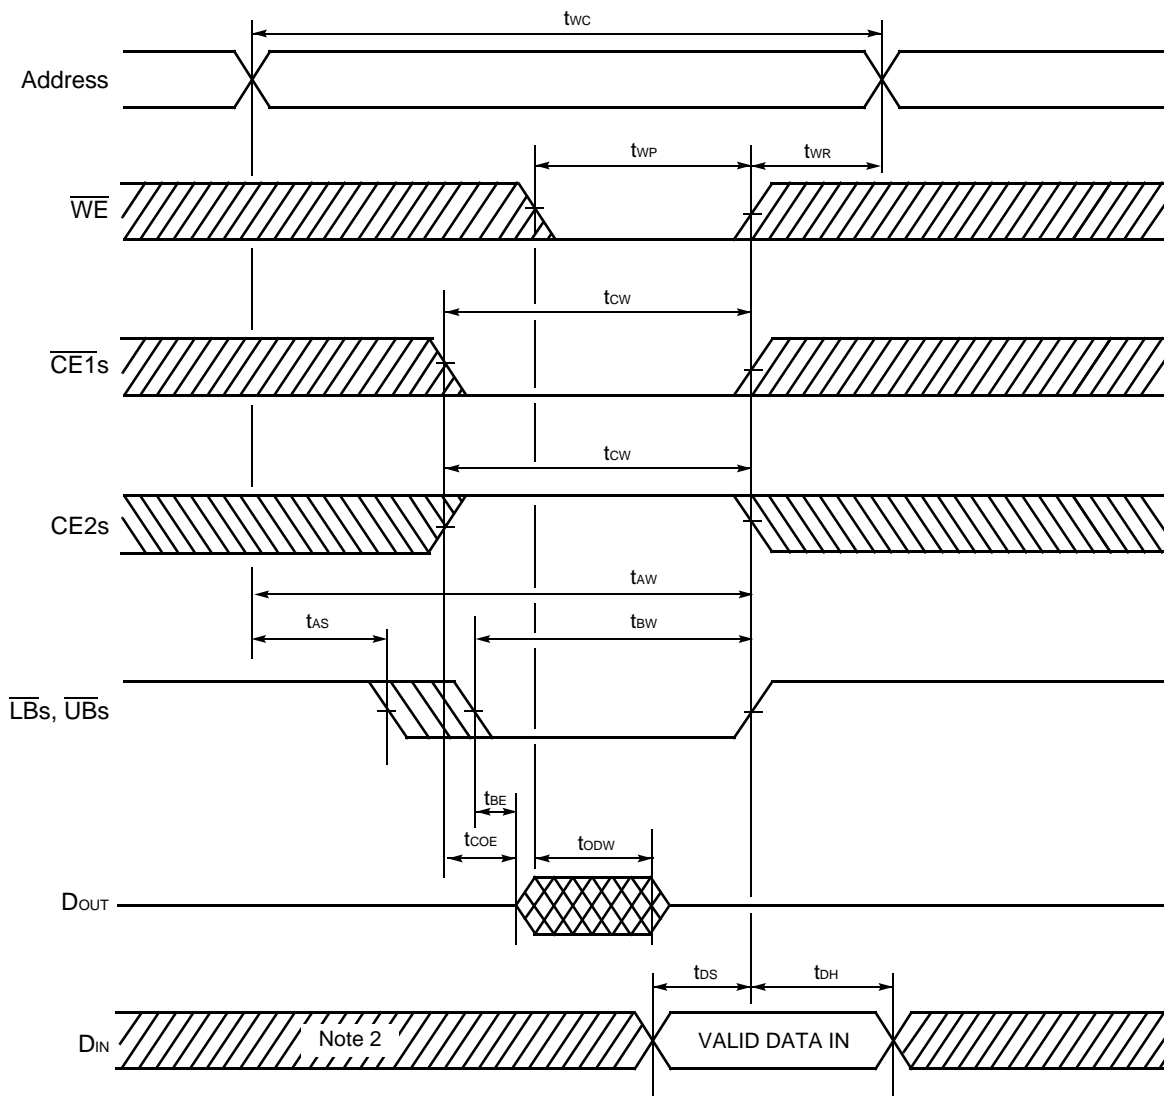 tWC
Address
tWP
tWR
WE
tCW
CE1s
tCW
CE2s
tAW
tAS
tBW
LBs, UBs
tBE
tCOE
tODW
DOUT
tDS
tDH
DIN
Note 2
VALID DATA IN